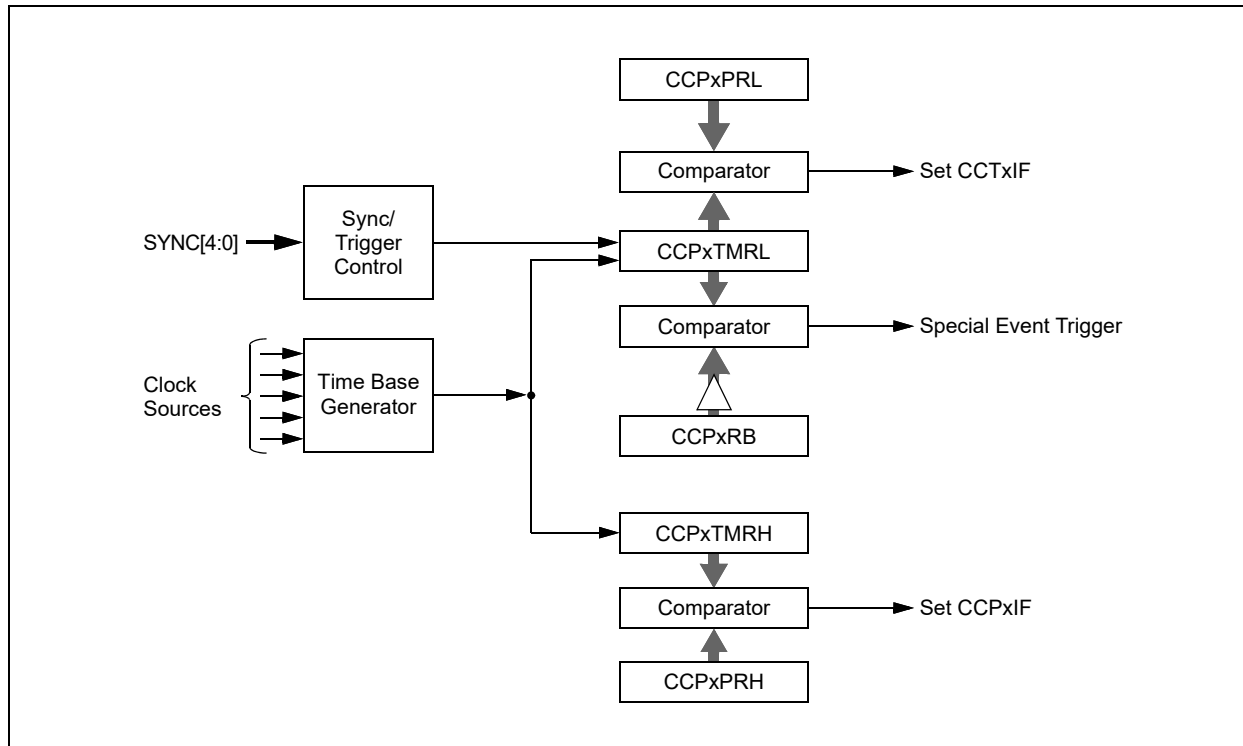 CCPxPRL
Comparator
Set CCTxIF
SYNC[4:0]
Sync/
Trigger
Control
CCPxTMRL
Comparator
Special Event Trigger
Clock
Sources
Time Base
Generator
CCPxRB
CCPxTMRH
Comparator
Set CCPxIF
CCPxPRH